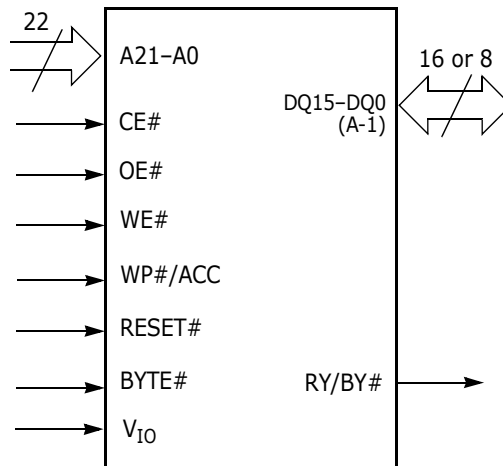 22
A21–A0
16 or 8
DQ15–DQ0
(A-1)
CE#
OE#
WE#
WP#/ACC
RESET#
BYTE#
RY/BY#
VIO